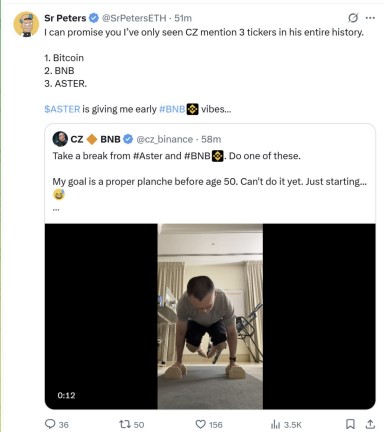 Sr Peters @SrPetersETH · 51m
I can promise you I've only seen CZ mention 3 tickers in his entire history.
1. Bitcoin
2. BNB
3. ASTER.
$ASTER is giving me early #BNB vibes...
CZ 🔶 BNB @cz_binance · 58m
Take a break from #Aster and #BNB. Do one of these.
My goal is a proper planche before age 50. Can't do it yet. Just starting...
😅
...
0:12
36 50 156 3.5K